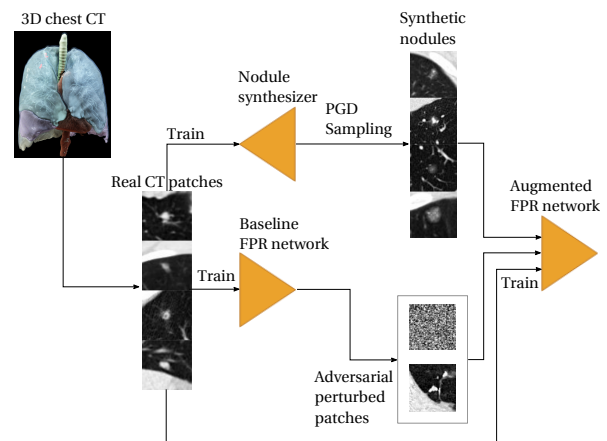 3D chest CT
Synthetic
nodules
Nodule
synthesizer
PGD
Sampling
Train
Real CT patches
Augmented
FPR network
Baseline
FPR network
Train
Train
Adversarial
perturbed
patches